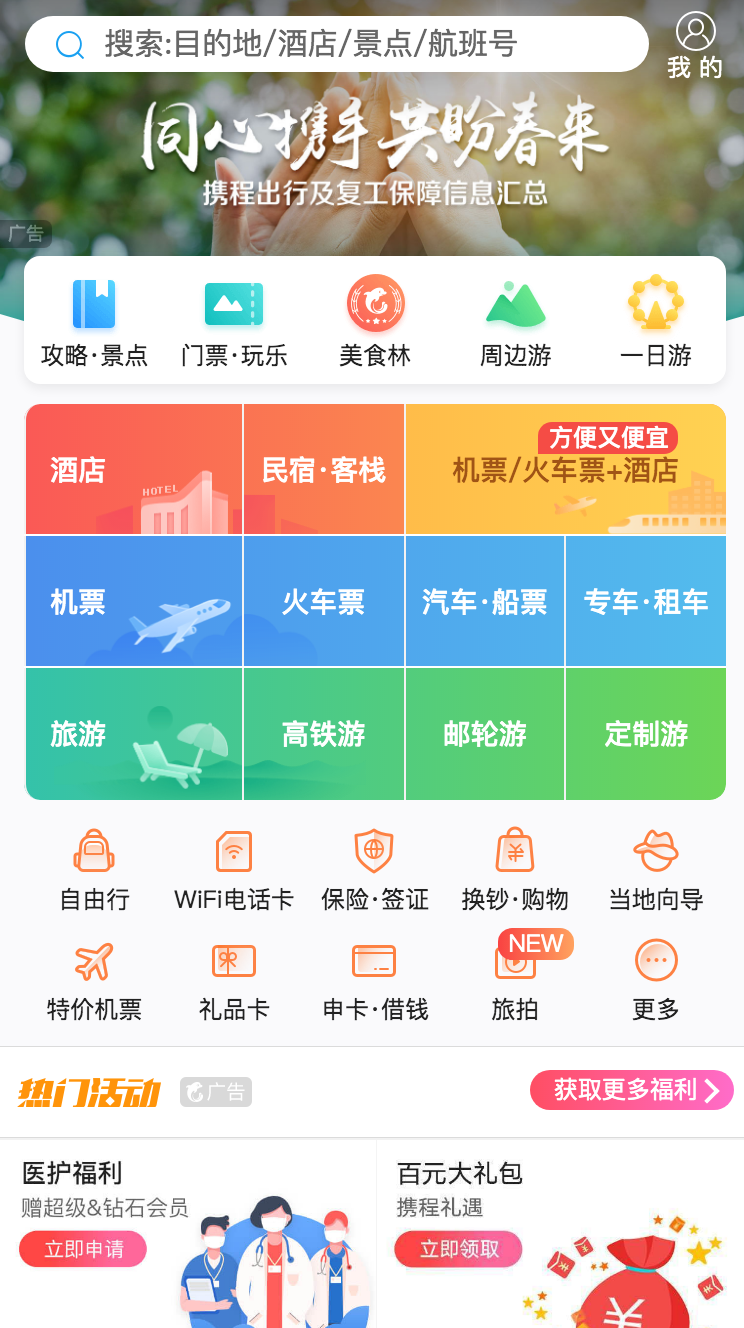 搜索:目的地/酒店/景点/航班号
我的
同心携手 共盼春来
携程出行及复工保障信息汇总
广告
攻略·景点 门票·玩乐 美食林 周边游 一日游
方便又便宜
酒店 民宿·客栈 机票/火车票+酒店
HOTEL
机票 火车票 汽车·船票 专车·租车
旅游 高铁游 邮轮游 定制游
自由行 WiFi电话卡 保险·签证 换钞·购物 当地向导
NEW
特价机票 礼品卡 申卡·借钱 旅拍 更多
热门活动 广告 获取更多福利
医护福利 百元大礼包
赠超级&钻石会员 携程礼遇
立即申请 立即领取